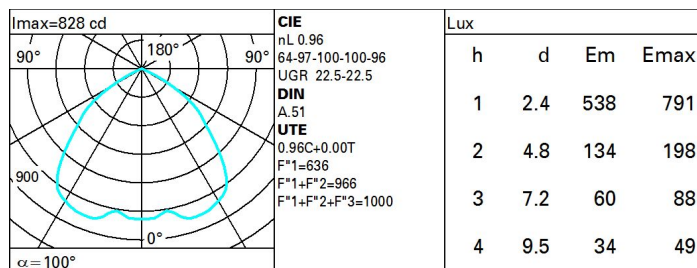 Imax=828 cd
90°
180°
90°
900
0°
α=100°
CIE
nL 0.96
64-97-100-100-96
UGR 22.5-22.5
DIN
A.51
UTE
0.96C+0.00T
F"1=636
F"1+F"2=966
F"1+F"2+F"3=1000
Lux
h d Em Emax
1 2.4 538 791
2 4.8 134 198
3 7.2 60 88
4 9.5 34 49